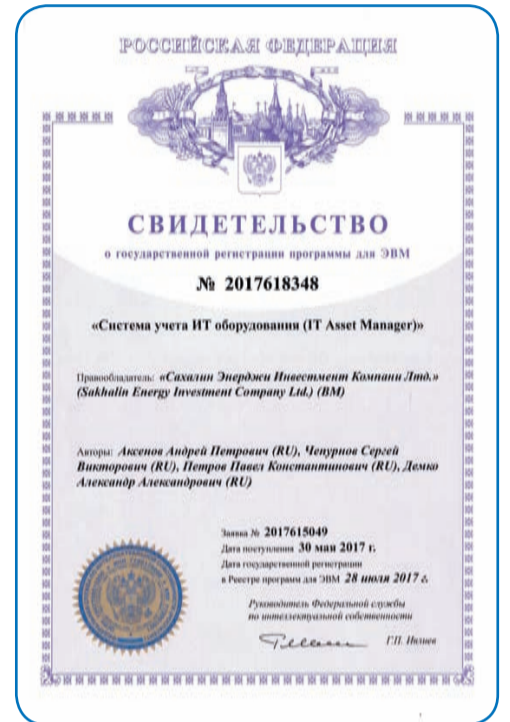 РОССИЙСКАЯ ФЕДЕРАЦИЯ
СВИДЕТЕЛЬСТВО
о государственной регистрации программы для ЭВМ
№ 2017618348
«Система учета ИТ оборудования (IT Asset Manager)»
Правообладатель: «Сахалин Энерджи Инвестмент Компани Лтд.»
(Sakhalin Energy Investment Company Ltd.) (BM)
Авторы: Аксенов Андрей Петрович (RU), Чепурнов Сергей
Викторович (RU), Петров Павел Константинович (RU), Демко
Александр Александрович (RU)
Заявка № 2017615049
Дата поступления 30 мая 2017 г.
Дата государственной регистрации
в Реестре программ для ЭВМ 28 июля 2017 г.
Руководитель Федеральной службы
по интеллектуальной собственности
Г.П. Ивлиев